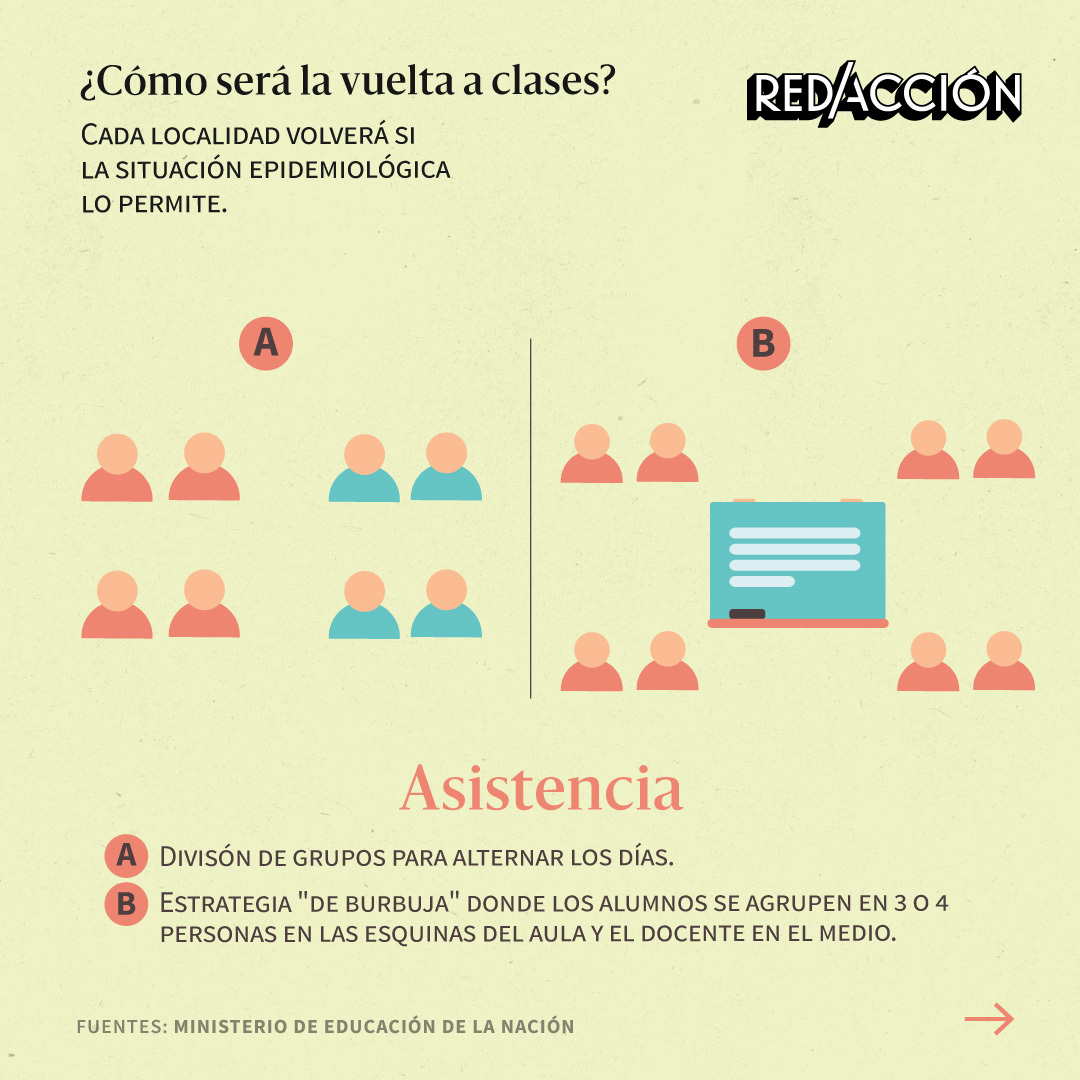 ¿Cómo será la vuelta a clases?
REDACCIÓN
CADA LOCALIDAD VOLVERÁ SI
LA SITUACIÓN EPIDEMIOLÓGICA
LO PERMITE.
A
B
Asistencia
A DIVISÓN DE GRUPOS PARA ALTERNAR LOS DÍAS.
B ESTRATEGIA "DE BURBUJA" DONDE LOS ALUMNOS SE AGRUPEN EN 3 O 4
PERSONAS EN LAS ESQUINAS DEL AULA Y EL DOCENTE EN EL MEDIO.
FUENTES: MINISTERIO DE EDUCACIÓN DE LA NACIÓN